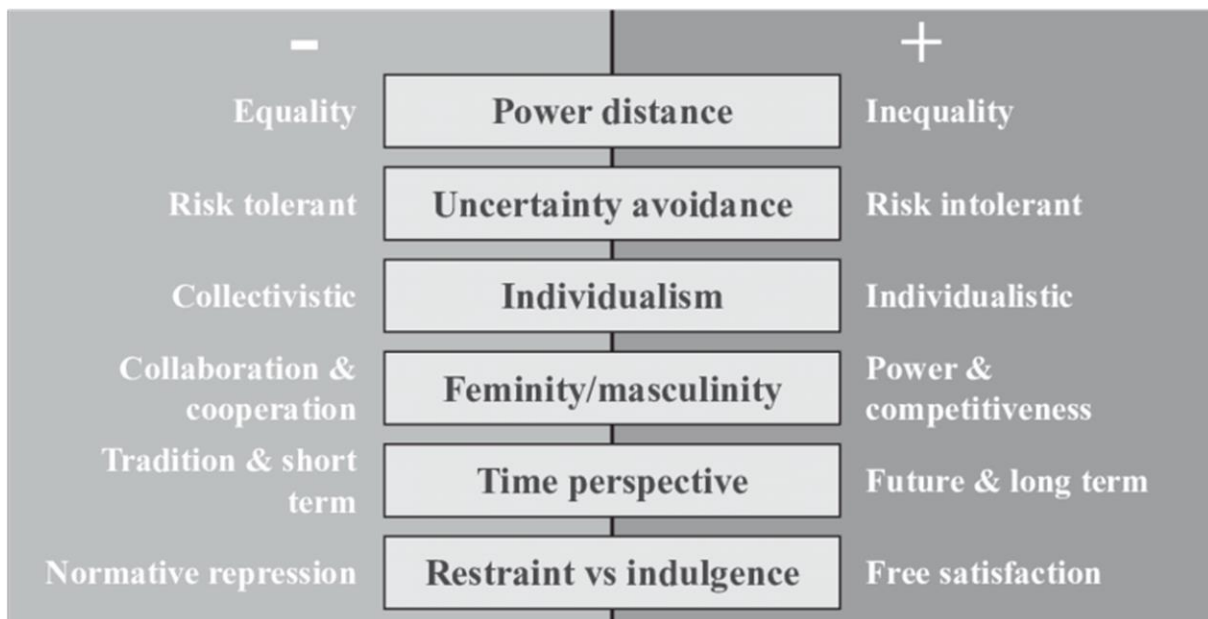 - +
Equality Power distance Inequality
Risk tolerant Uncertainty avoidance Risk intolerant
Collectivistic Individualism Individualistic
Collaboration &
cooperation
Feminity/masculinity
Power &
competitiveness
Tradition & short
term
Time perspective
Future & long term
Normative repression Restraint vs indulgence Free satisfaction